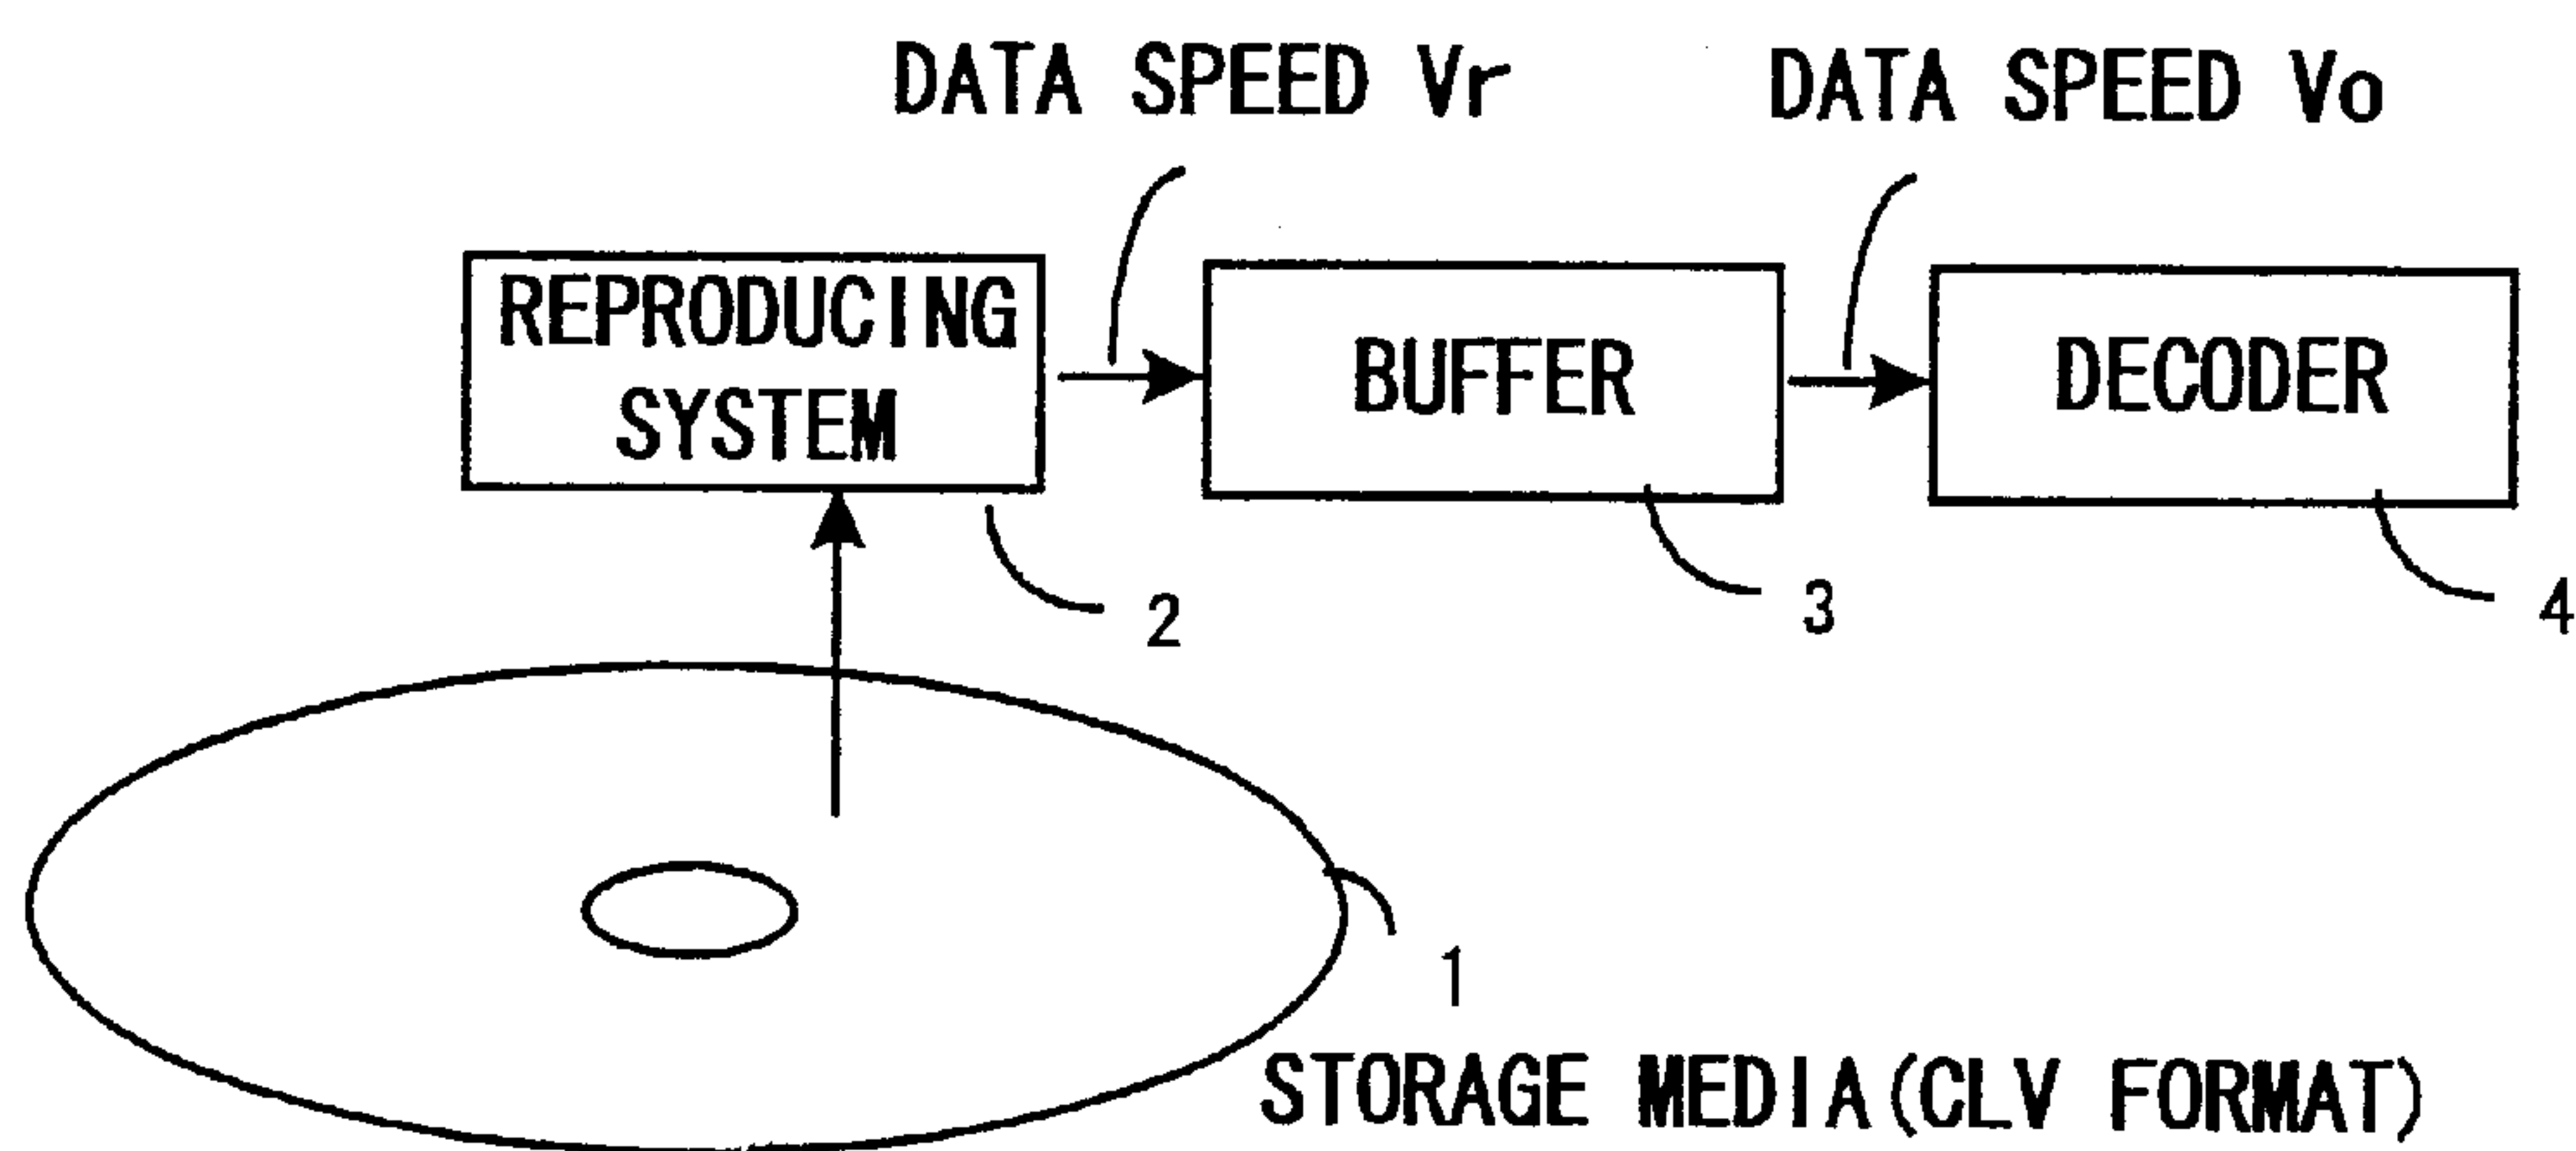 DATA SPEED Vr
DATA SPEED Vo
REPRODUCING
SYSTEM
BUFFER
DECODER
2
3
4
1
STORAGE MEDIA(CLV FORMAT)